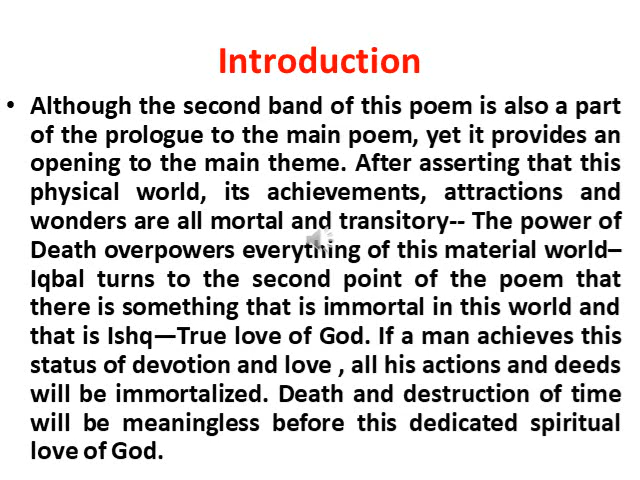 Introduction
• Although the second band of this poem is also a part
of the prologue to the main poem, yet it provides an
opening to the main theme. After asserting that this
physical world, its achievements, attractions and
wonders are all mortal and transitory-- The power of
Death overpowers everything of this material world–
Iqbal turns to the second point of the poem that
there is something that is immortal in this world and
that is Ishq—True love of God. If a man achieves this
status of devotion and love , all his actions and deeds
will be immortalized. Death and destruction of time
will be meaningless before this dedicated spiritual
love of God.